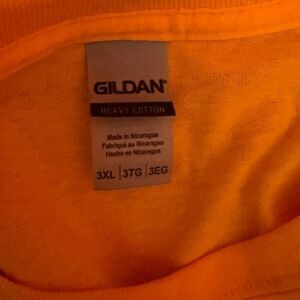 GILDAN
HEAVY COTTON
Made in Nicaragua
Fabriqué au Nicaragua
Hecho en Nicaragua
3XL | 3TG | 3EG